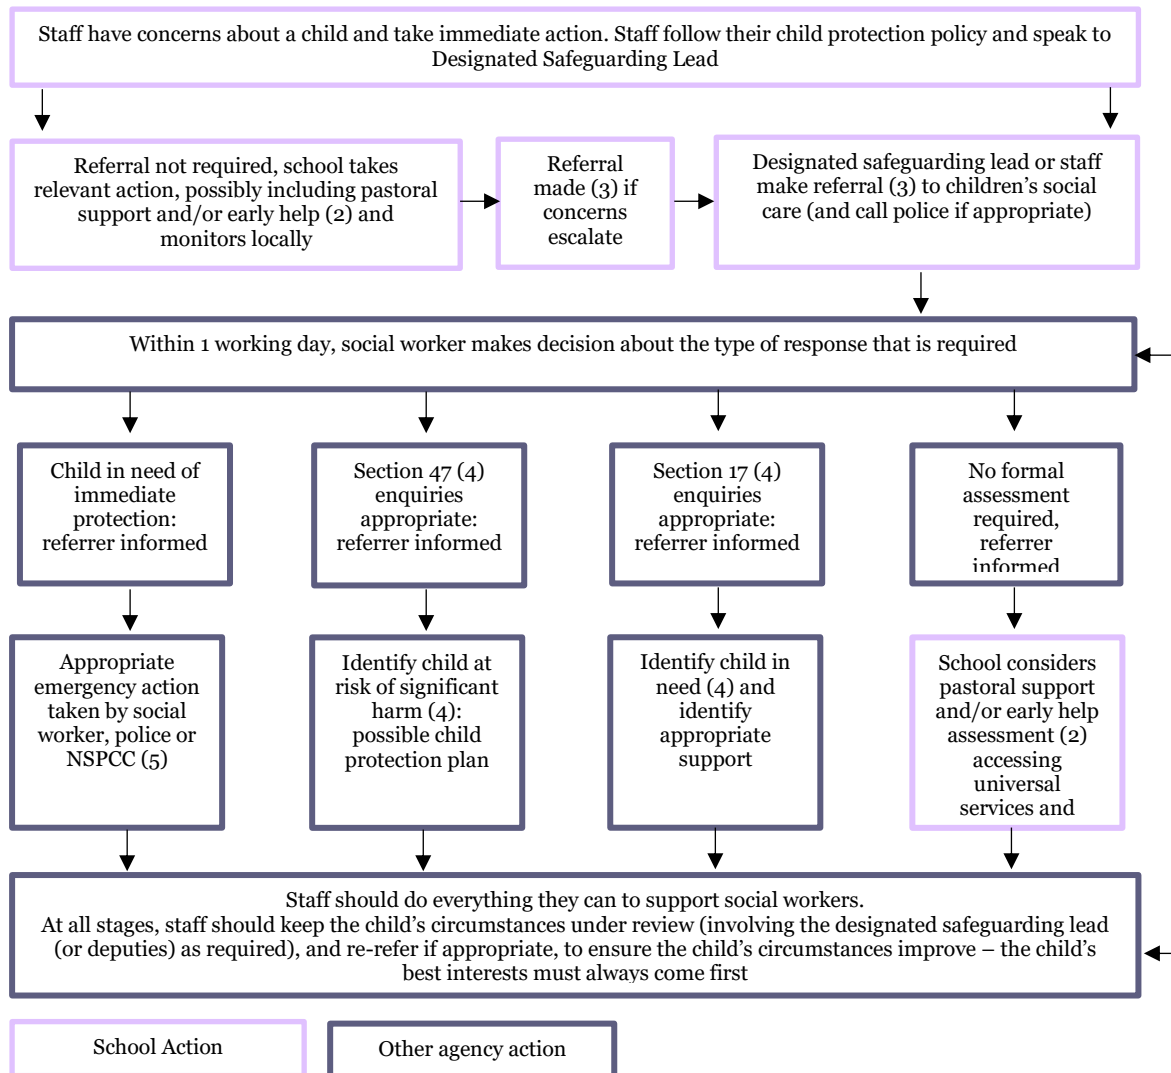 Staff have concerns about a child and take immediate action. Staff follow their child protection policy and speak to
Designated Safeguarding Lead
Referral not required, school takes
relevant action, possibly including pastoral
support and/or early help (2) and
monitors locally
Referral
made (3) if
concerns
escalate
Designated safeguarding lead or staff
make referral (3) to children’s social
care (and call police if appropriate)
Within 1 working day, social worker makes decision about the type of response that is required
Child in need of
immediate
protection:
referrer informed
Section 47 (4)
enquiries
appropriate:
referrer informed
Section 17 (4)
enquiries
appropriate:
referrer informed
No formal
assessment
required,
referrer
informed
Appropriate
emergency action
taken by social
worker, police or
NSPCC (5)
Identify child at
risk of significant
harm (4):
possible child
protection plan
Identify child in
need (4) and
identify
appropriate
support
School considers
pastoral support
and/or early help
assessment (2)
accessing
universal
services and
Staff should do everything they can to support social workers.
At all stages, staff should keep the child’s circumstances under review (involving the designated safeguarding lead
(or deputies) as required), and re-refer if appropriate, to ensure the child’s circumstances improve – the child’s
best interests must always come first
School Action
Other agency action